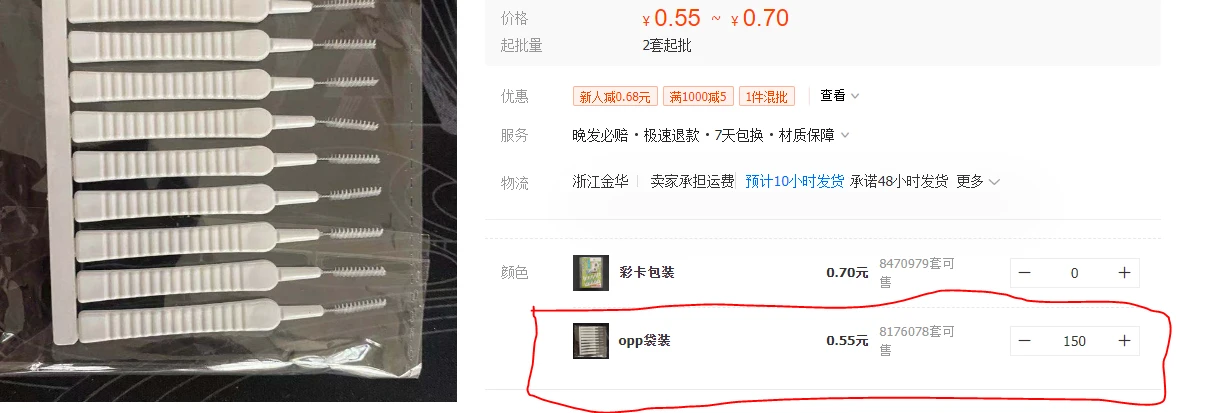 价格 ¥ 0.55 ~ ¥ 0.70
起批量 2套起批
优惠 新人减0.68元 满1000减5 1件混批 查看
服务 晚发必赔·极速退款·7天包换·材质保障
物流 浙江金华 卖家承担运费 预计10小时发货 承诺48小时发货 更多
颜色 彩卡包装 0.70元 8470979套可
售 — 0 +
opp袋装 0.55元 8176078套可
售 — 150 +